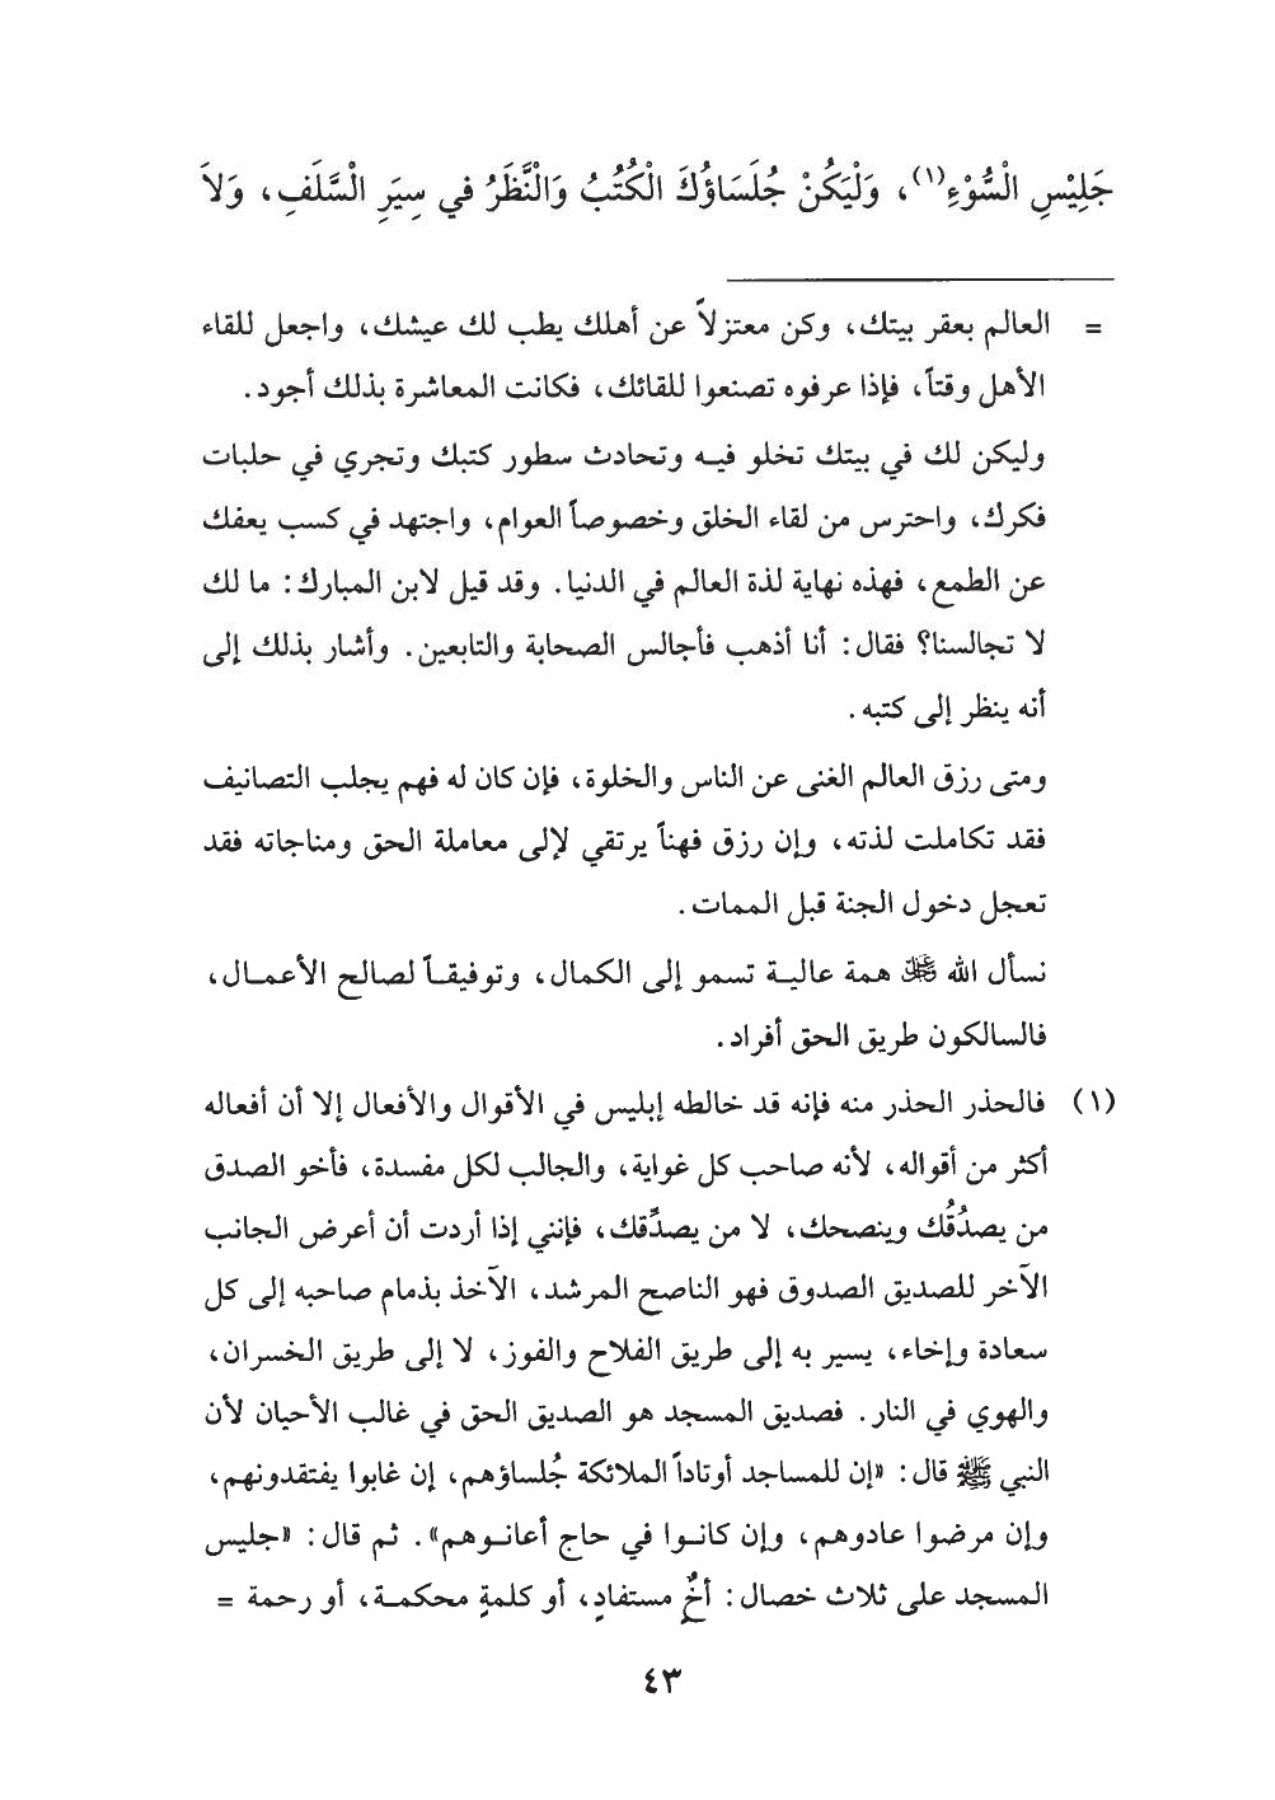 جَلِيْسِ الْسُّوْءِ(١)، وَلْيَكُنْ جُلَسَاؤُكَ الْكُتُبُ وَالْنَّظَرُ في سِيَرِ الْسَّلَفِ، وَلاَ
= العالم بعقر بيتك، وكن معتزلاً عن أهلك يطب لك عيشك، واجعل للقاء
الأهل وقتاً، فإذا عرفوه تصنعوا للقائك، فكانت المعاشرة بذلك أجود.
وليكن لك في بيتك تخلو فيه وتحادث سطور كتبك وتجري في حلبات
فكرك، واحترس من لقاء الخلق وخصوصاً العوام، واجتهد في كسب يعفك
عن الطمع، فهذه نهاية لذة العالم في الدنيا. وقد قيل لابن المبارك: ما لك
لا تجالسنا؟ فقال: أنا أذهب فأجالس الصحابة والتابعين. وأشار بذلك إلى
أنه ينظر إلى كتبه.
ومتى رزق العالم الغنى عن الناس والخلوة، فإن كان له فهم يجلب التصانيف
فقد تكاملت لذته، وإن رزق فهناً يرتقي لإلى معاملة الحق ومناجاته فقد
تعجل دخول الجنة قبل الممات.
نسأل الله ﷻ همة عالية تسمو إلى الكمال، وتوفيقاً لصالح الأعمال،
فالسالكون طريق الحق أفراد.
(١) فالحذر الحذر منه فإنه قد خالطه إبليس في الأقوال والأفعال إلا أن أفعاله
أكثر من أقواله، لأنه صاحب كل غواية، والجالب لكل مفسدة، فأخو الصدق
من يصدُقُك وينصحك، لا من يصدِّقك، فإنني إذا أردت أن أعرض الجانب
الآخر للصديق الصدوق فهو الناصح المرشد، الآخذ بذمام صاحبه إلى كل
سعادة وإخاء، يسير به إلى طريق الفلاح والفوز، لا إلى طريق الخسران،
والهوي في النار. فصديق المسجد هو الصديق الحق في غالب الأحيان لأن
النبي ﷺ قال: «إن للمساجد أوتاداً الملائكة جُلساؤهم، إن غابوا يفتقدونهم،
وإن مرضوا عادوهم، وإن كانوا في حاج أعانوهم». ثم قال: «جليس
المسجد على ثلاث خصال: أخٌ مستفادٍ، أو كلمةٍ محكمة، أو رحمة =
٤٣